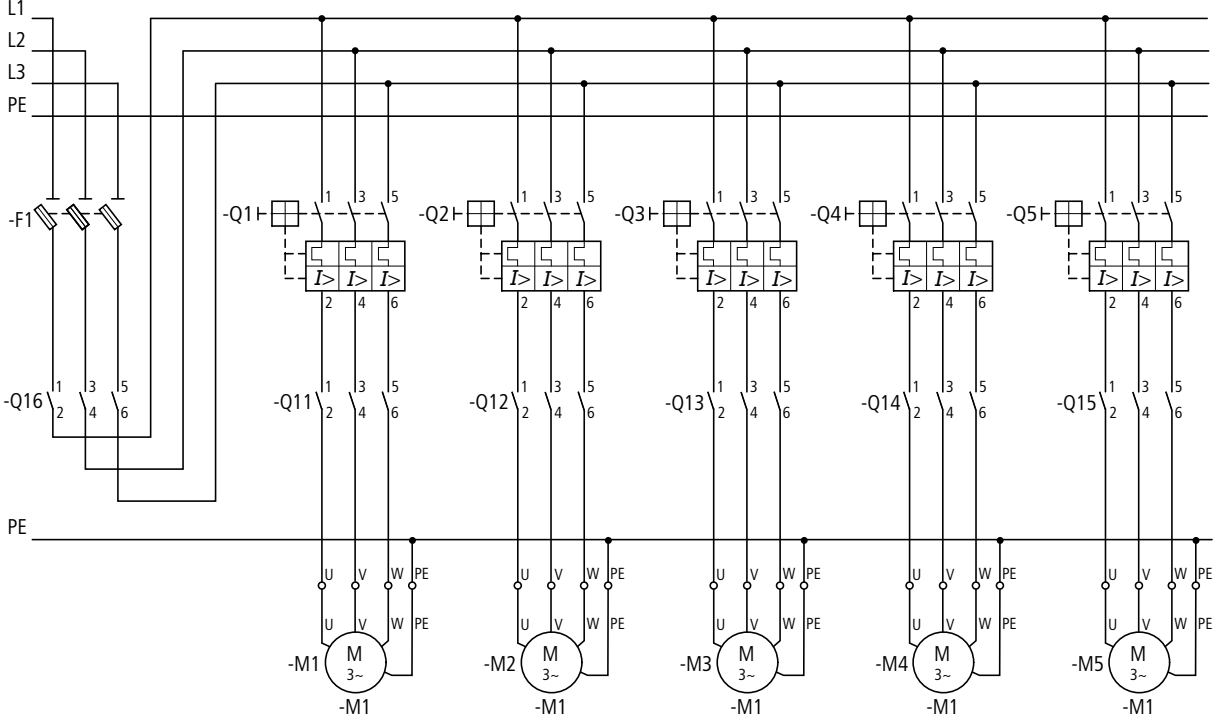 L1
L2
L3
PE
1 3 5 1 3 5 1 3 5 1 3 5 1 3 5
-F1 -Q1 -Q2 -Q3 -Q4 -Q5
I> I> I> I> I> I> I> I> I> I> I> I> I> I> I>
2 4 6 2 4 6 2 4 6 2 4 6 2 4 6
1 3 5 1 3 5 1 3 5 1 3 5 1 3 5 1 3 5
-Q16 -Q11 -Q12 -Q13 -Q14 -Q15
2 4 6 2 4 6 2 4 6 2 4 6 2 4 6 2 4 6
PE
U V W PE U V W PE U V W PE U V W PE U V W PE
U V W PE U V W PE U V W PE U V W PE U V W PE
-M1 M -M2 M -M3 M -M4 M -M5 M
3~ 3~ 3~ 3~ 3~
-M1 -M1 -M1 -M1 -M1